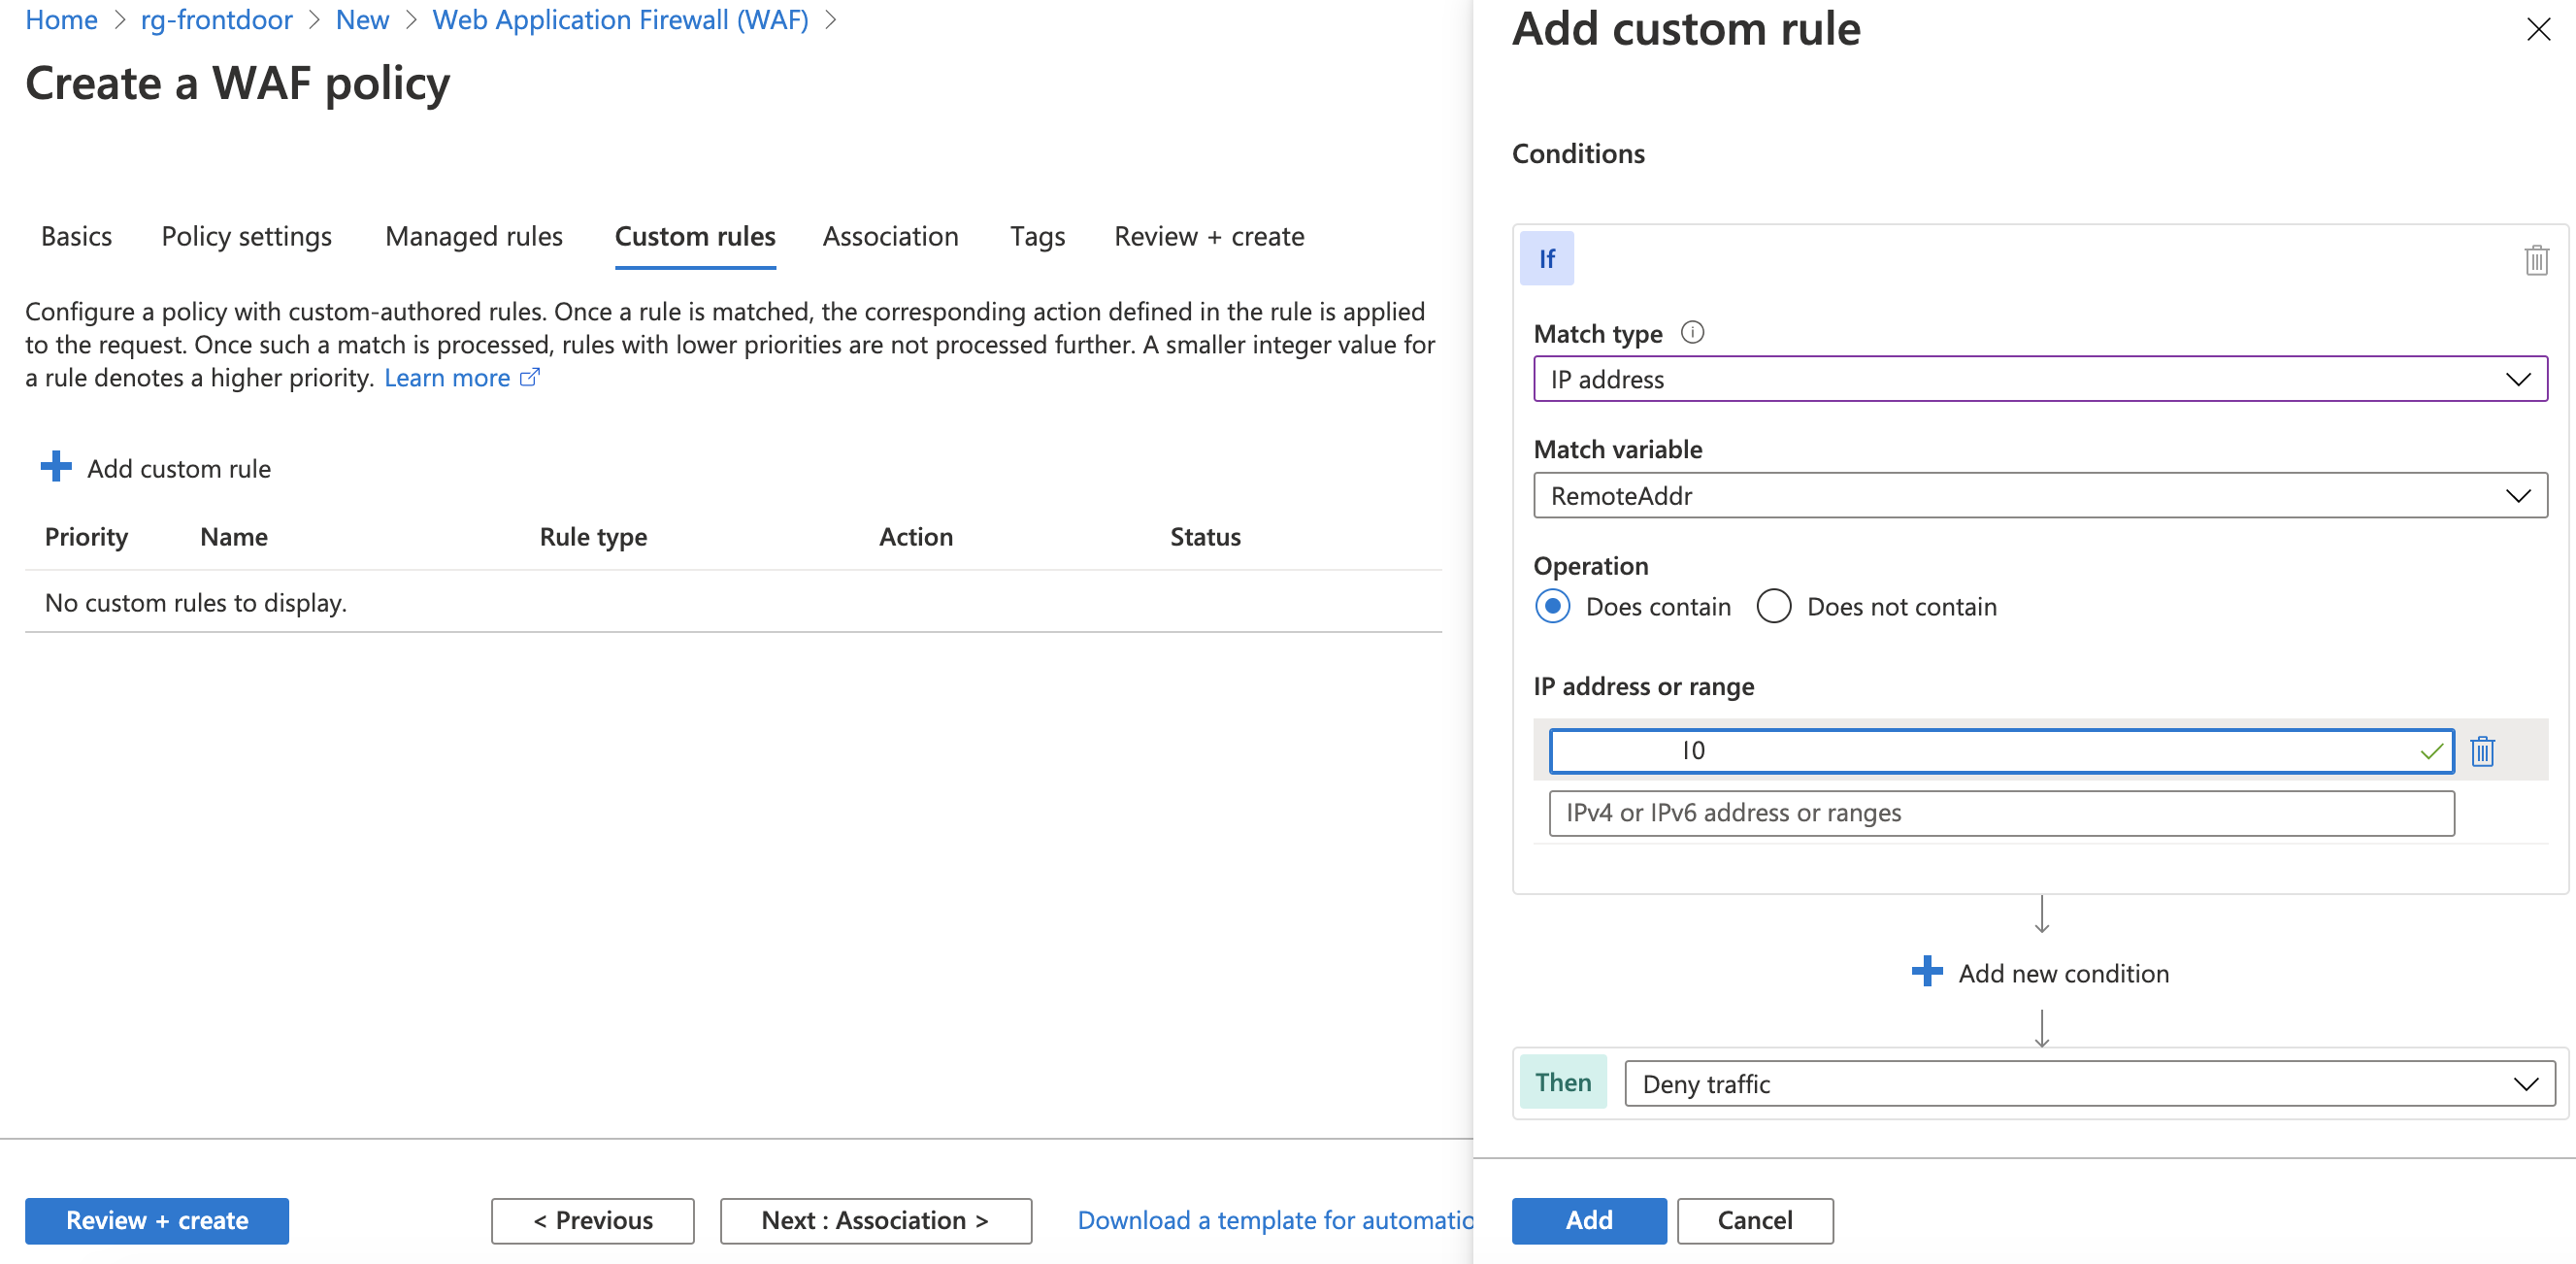 Home > rg-frontdoor > New > Web Application Firewall (WAF) >
Create a WAF policy
Basics Policy settings Managed rules Custom rules Association Tags Review + create
Configure a policy with custom-authored rules. Once a rule is matched, the corresponding action defined in the rule is applied
to the request. Once such a match is processed, rules with lower priorities are not processed further. A smaller integer value for
a rule denotes a higher priority. Learn more
Add custom rule
Priority Name Rule type Action Status
No custom rules to display.
Review + create < Previous Next : Association > Download a template for automatio
Add custom rule
Conditions
If
Match type
IP address
Match variable
RemoteAddr
Operation
Does contain Does not contain
IP address or range
IPv4 or IPv6 address or ranges
Add new condition
Then Deny traffic
Add Cancel